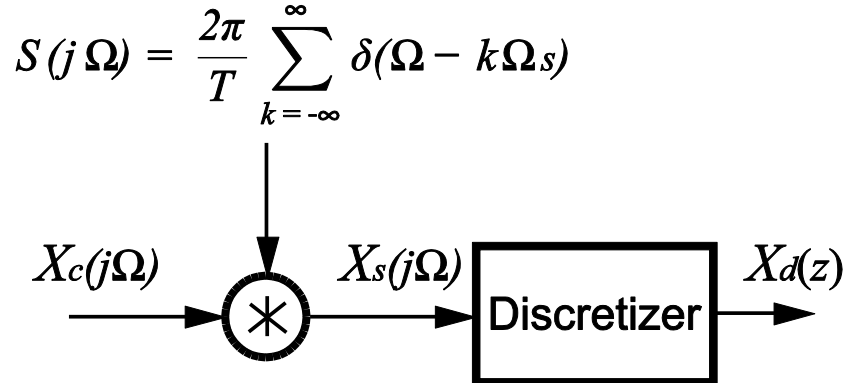 S(jΩ) = 2π/T ∞∑k=-∞ δ(Ω − kΩs)
Xc(jΩ) Xs(jΩ) Xd(z)
* Discretizer